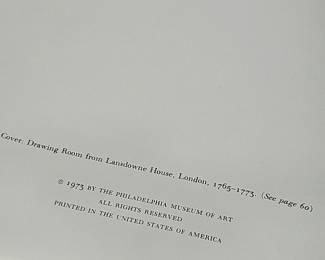 Cover: Drawing Room from Lansdowne House, London, 1765–1775. (See page 60)
© 1973 BY THE PHILADELPHIA MUSEUM OF ART
ALL RIGHTS RESERVED
PRINTED IN THE UNITED STATES OF AMERICA